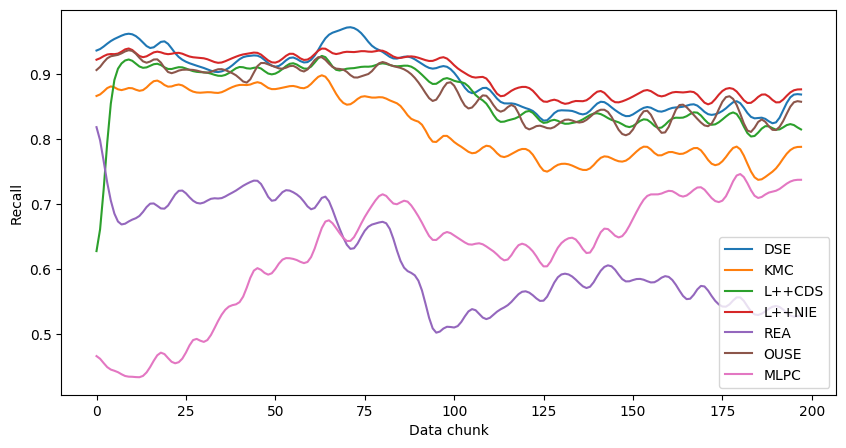 0.9
0.8
0.7
0.6
0.5
Recall
0
25
50
75
100
125
150
175
200
Data chunk
DSE
KMC
L++CDS
L++NIE
REA
OUSE
MLPC